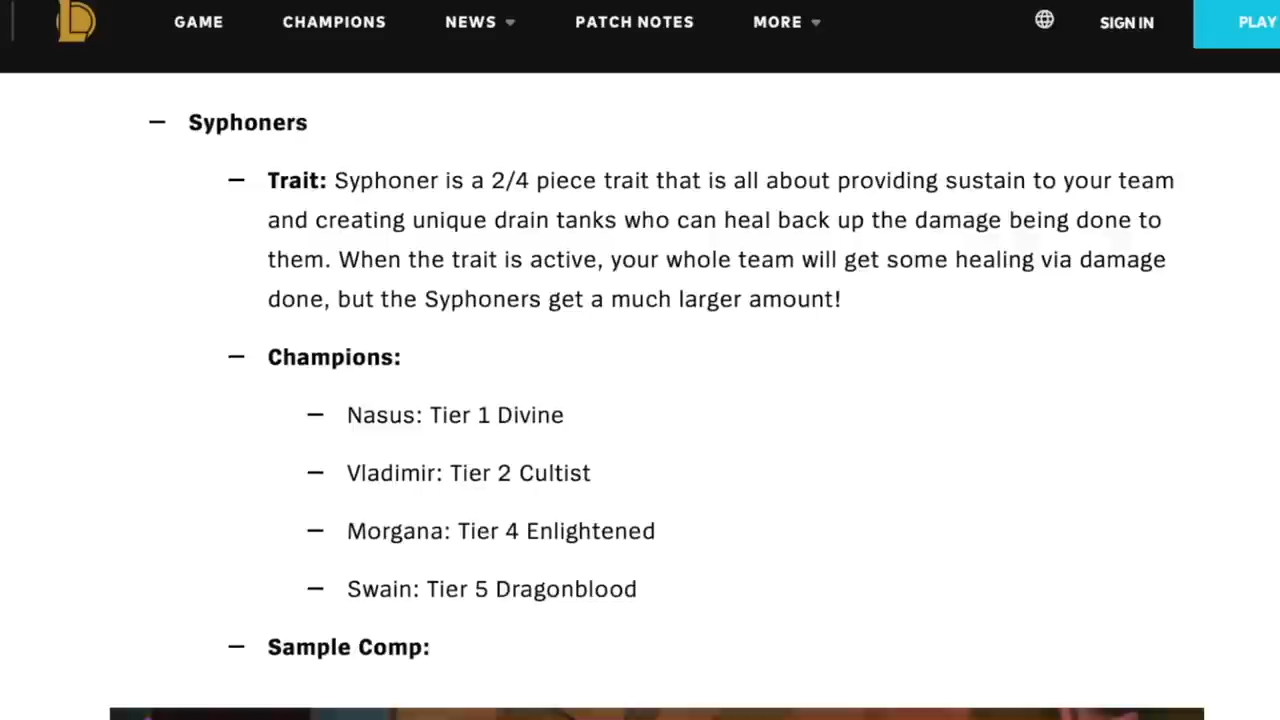 GAME CHAMPIONS NEWS PATCH NOTES MORE SIGN IN PLAY
— Syphoners
— Trait: Syphoner is a 2/4 piece trait that is all about providing sustain to your team
and creating unique drain tanks who can heal back up the damage being done to
them. When the trait is active, your whole team will get some healing via damage
done, but the Syphoners get a much larger amount!
— Champions:
— Nasus: Tier 1 Divine
— Vladimir: Tier 2 Cultist
— Morgana: Tier 4 Enlightened
— Swain: Tier 5 Dragonblood
— Sample Comp: